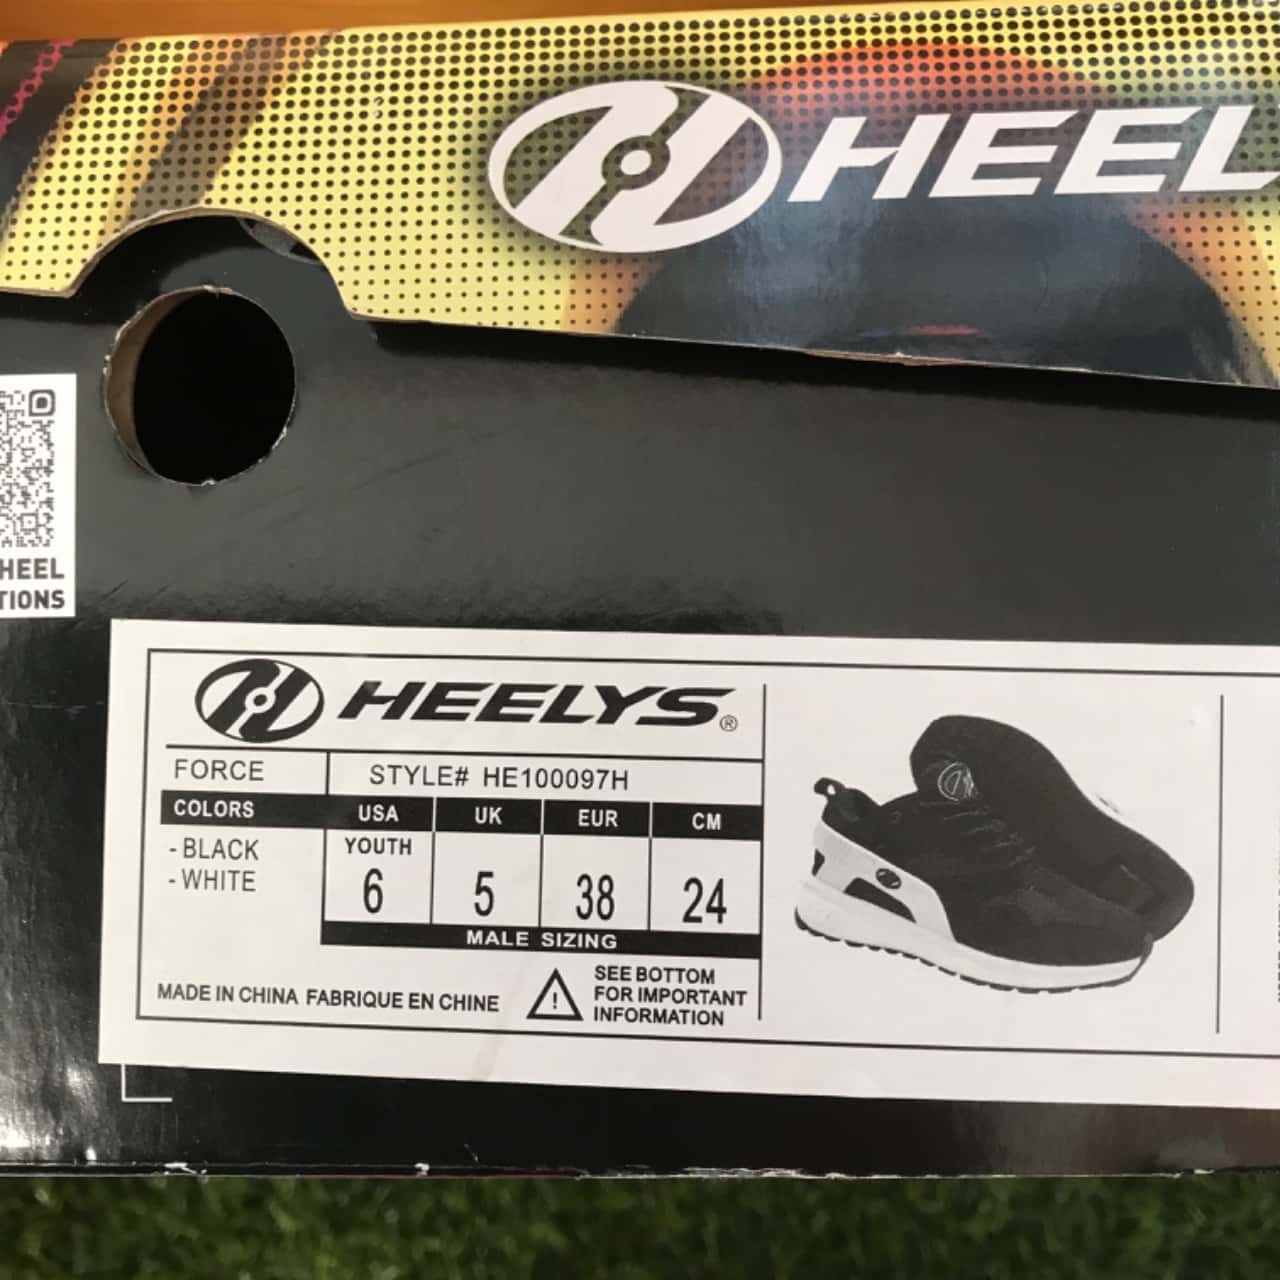 HEEL
HEEL
TIONS
HEELYS®
FORCE STYLE# HE100097H
COLORS USA UK EUR CM
- BLACK
- WHITE
YOUTH
6 5 38 24
MALE SIZING
MADE IN CHINA FABRIQUE EN CHINE
SEE BOTTOM
FOR IMPORTANT
INFORMATION